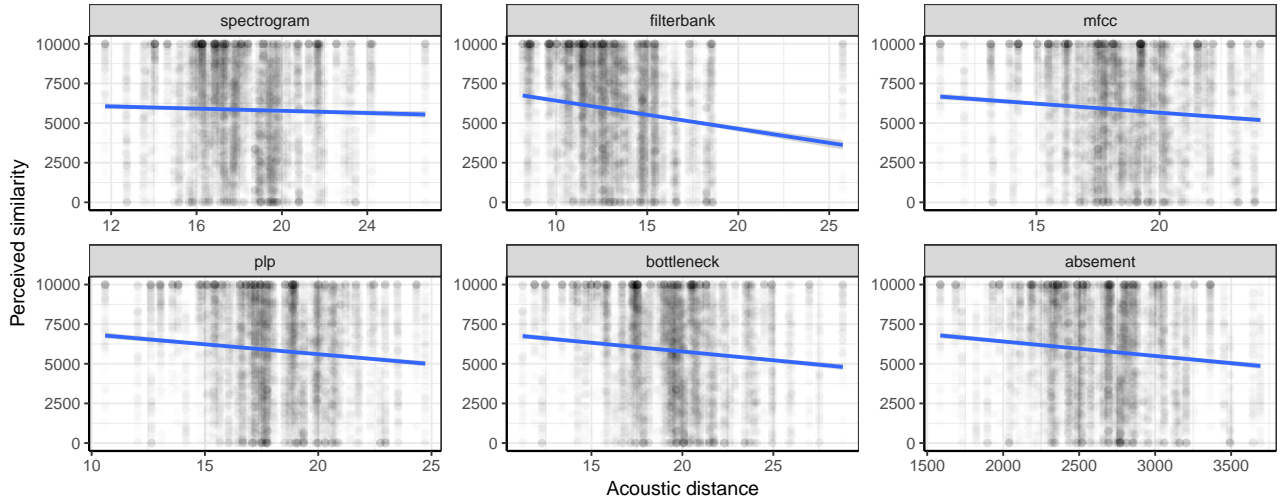 spectrogram filterbank mfcc
10000 10000 10000
7500 7500 7500
5000 5000 5000
2500 2500 2500
0 0 0
12 16 20 24 10 15 20 25 15 20
plp bottleneck absement
10000 10000 10000
7500 7500 7500
5000 5000 5000
2500 2500 2500
0 0 0
10 15 20 25 15 20 25 1500 2000 2500 3000 3500
Perceived similarity
Acoustic distance